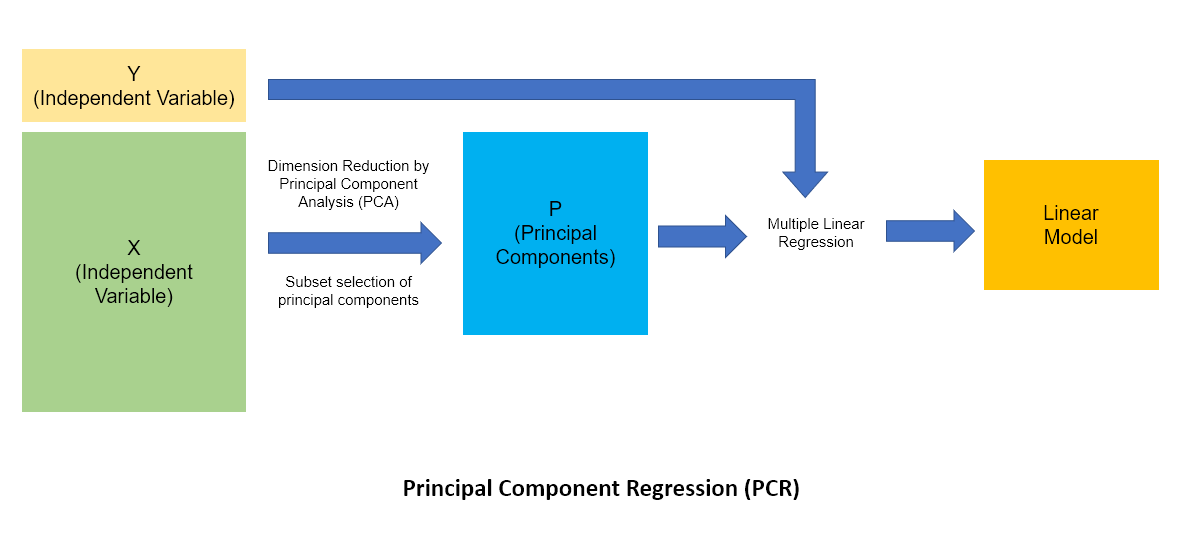 Y
(Independent Variable)
X
(Independent
Variable)
Dimension Reduction by
Principal Component
Analysis (PCA)
Subset selection of
principal components
P
(Principal
Components)
Multiple Linear
Regression
Linear
Model
Principal Component Regression (PCR)